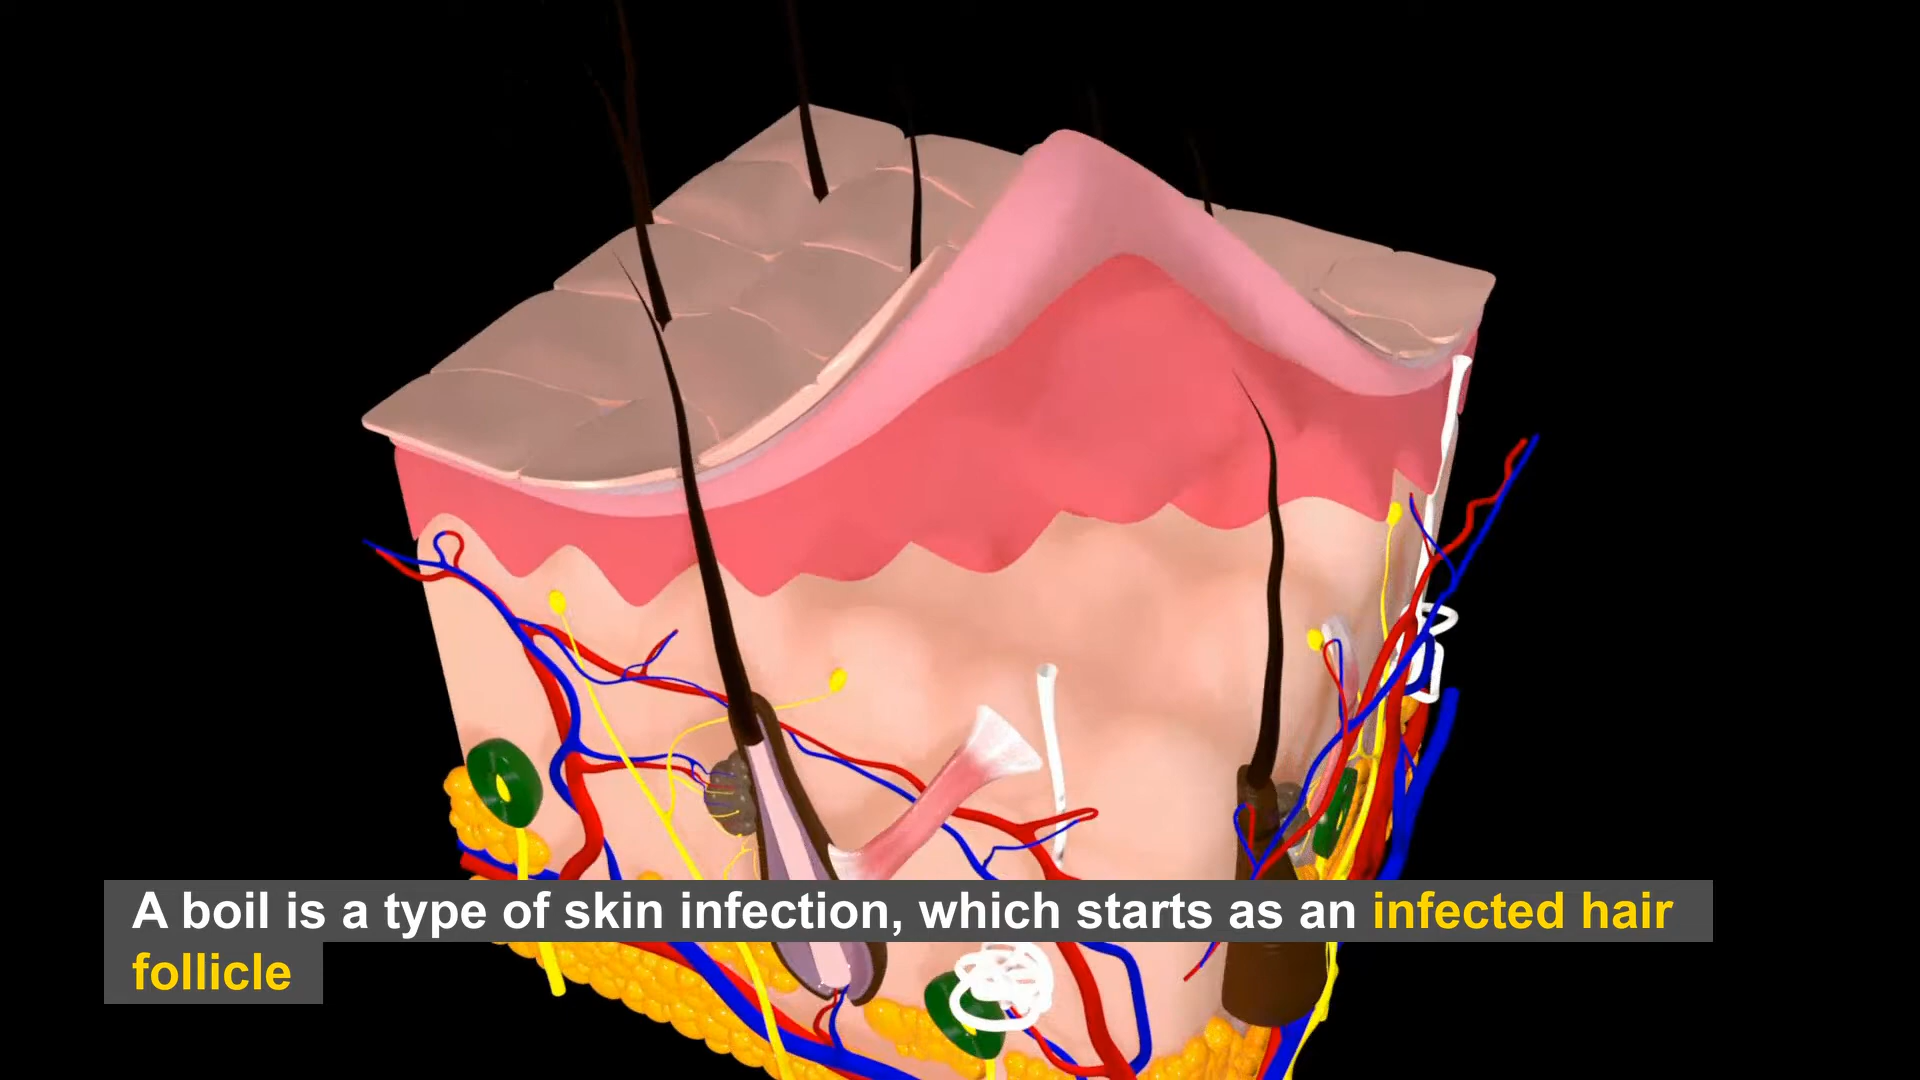 A boil is a type of skin infection, which starts as an infected hair
follicle